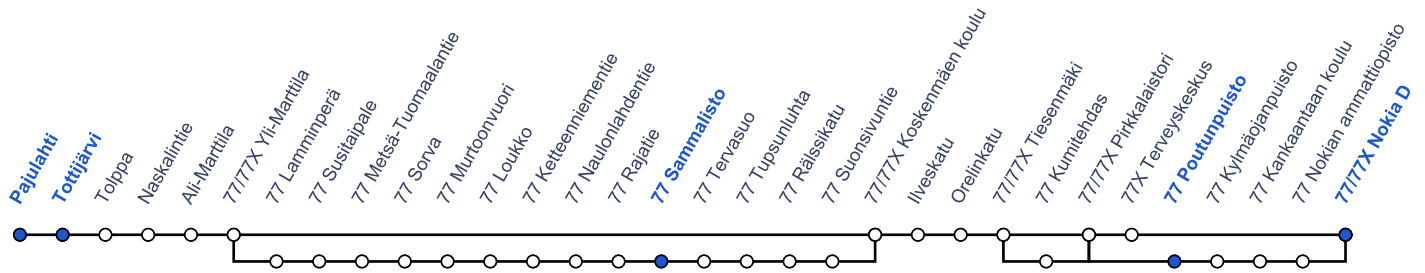 Pajulahti
Tottijärvi
Tolppa
Naskalintie
Ali-Marttila
77/77X Yli-Marttila
77 Lamminperä
77 Susitaipale
77 Metsä-Tuomaalantie
77 Sorva
77 Murtoonvuori
77 Loukko
77 Ketteenniementie
77 Naulonlahdentie
77 Rajatie
77 Sammalisto
77 Tervasuo
77 Tupsunluhta
77 Rälssikatu
77 Suonsivuntie
77/77X Koskenmäen koulu
Ilveskatu
Orelinkatu
77/77X Tiesenmäki
77 Kumitehdas
77/77X Pirkkalaistori
77X Terveyskeskus
77 Poutunpuisto
77 Kylmäojanpuisto
77 Kankaantaan koulu
77 Nokian ammattiopisto
77/77X Nokia D